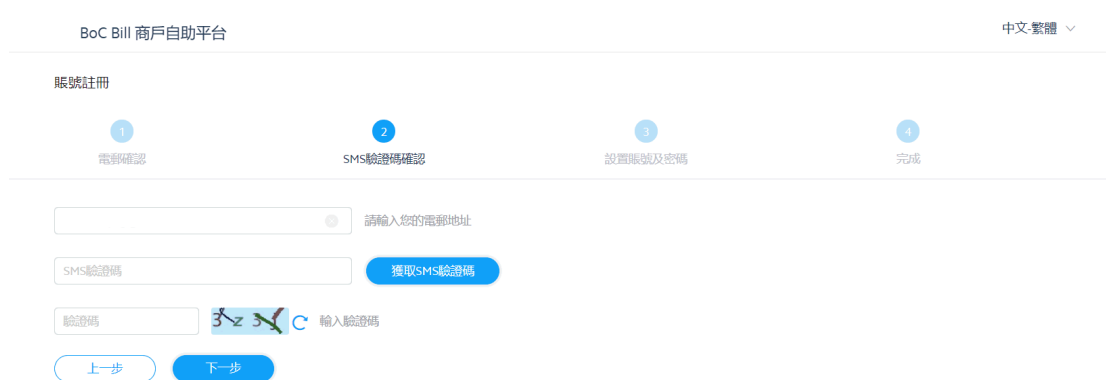 BoC Bill 商戶自助平台
中文-繁體
賬號註冊
1
2
3
4
電郵確認
SMS驗證碼確認
設置賬號及密碼
完成
請輸入您的電郵地址
SMS驗證碼
獲取SMS驗證碼
驗證碼
輸入驗證碼
上一步
下一步